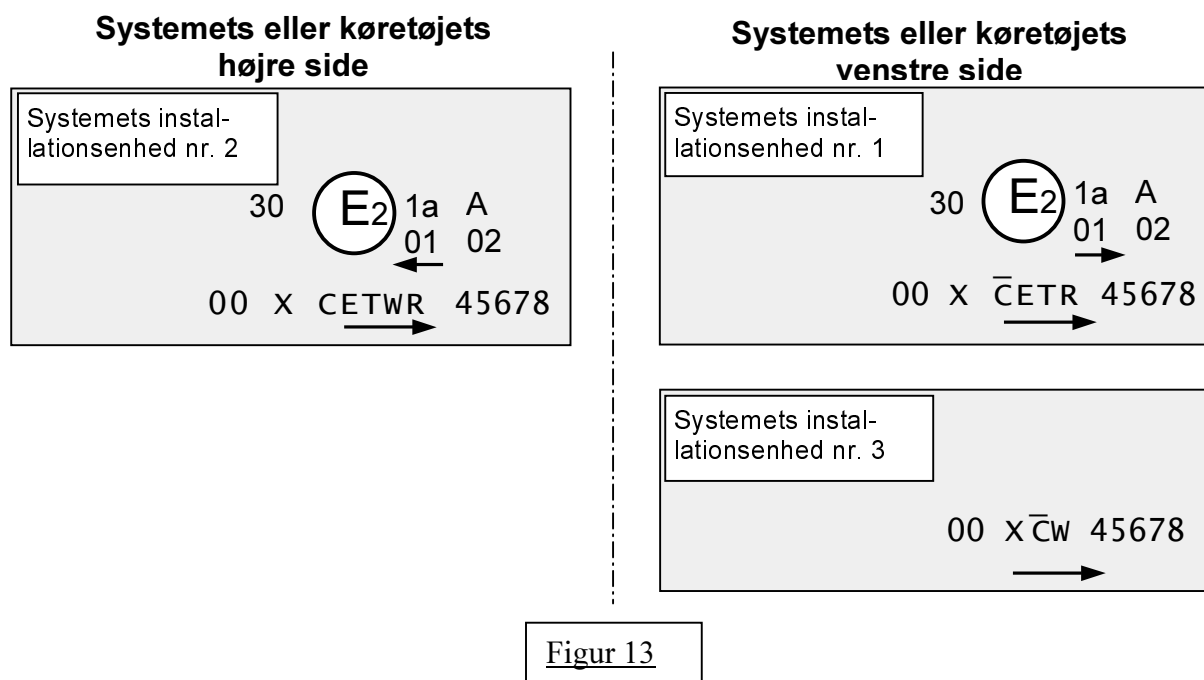 Systemets eller køretøjets
højre side
Systemets instal-
lationsenhed nr. 2
30 E2 1a A
01 02
00 X CETWR 45678
Systemets eller køretøjets
venstre side
Systemets instal-
lationsenhed nr. 1
30 E2 1a A
01 02
00 X C̅ETR 45678
Systemets instal-
lationsenhed nr. 3
00 X C̅W 45678
Figur 13